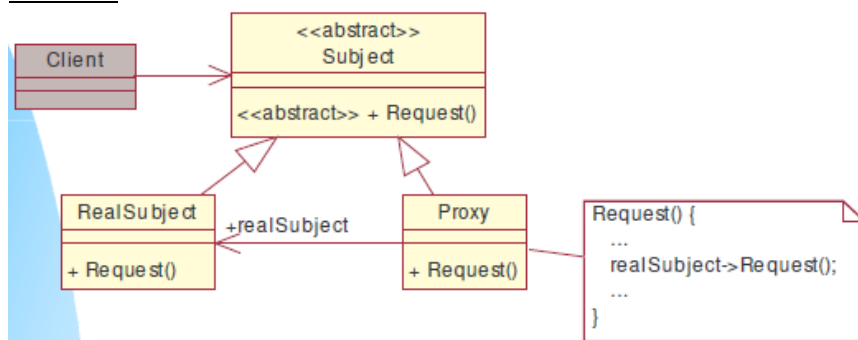 <<abstract>>
Subject
Client
<<abstract>> + Request()
RealSubject
+ Request()
+realSubject
Proxy
+ Request()
Request() {
...
realSubject->Request();
...
}